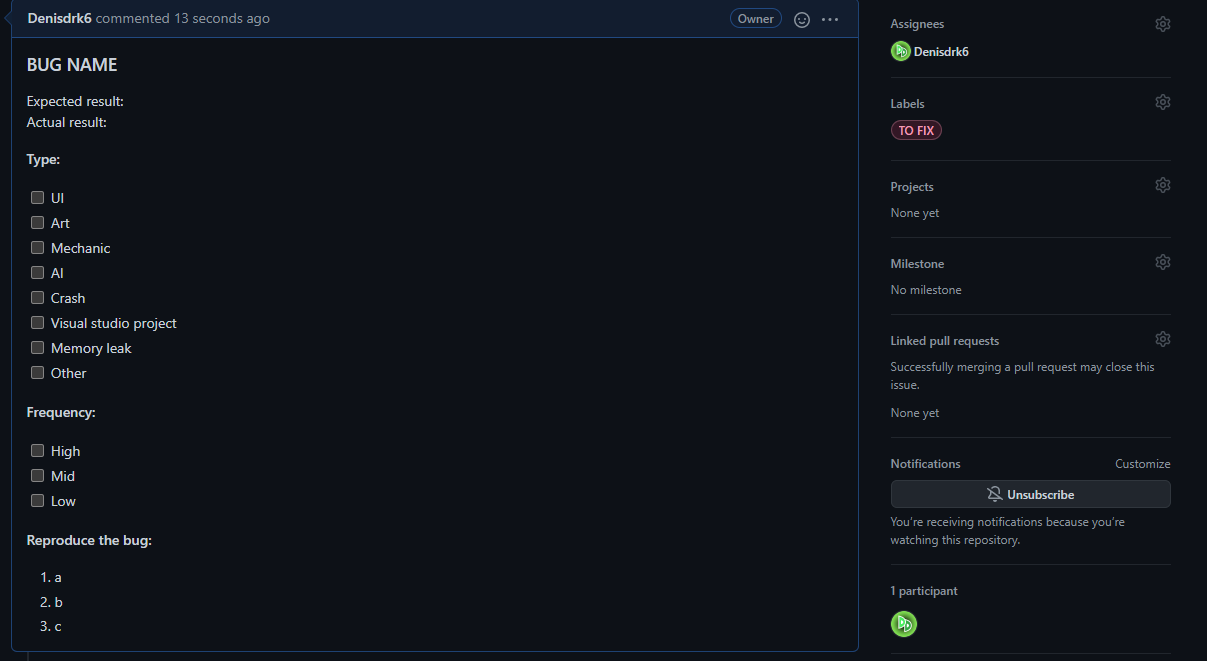 Denisdrk6 commented 13 seconds ago
Owner
BUG NAME
Expected result:
Actual result:
Type:
UI
Art
Mechanic
AI
Crash
Visual studio project
Memory leak
Other
Frequency:
High
Mid
Low
Reproduce the bug:
1. a
2. b
3. c
Assignees
Denisdrk6
Labels
TO FIX
Projects
None yet
Milestone
No milestone
Linked pull requests
Successfully merging a pull request may close this
issue.
None yet
Notifications
Customize
Unsubscribe
You're receiving notifications because you're
watching this repository.
1 participant